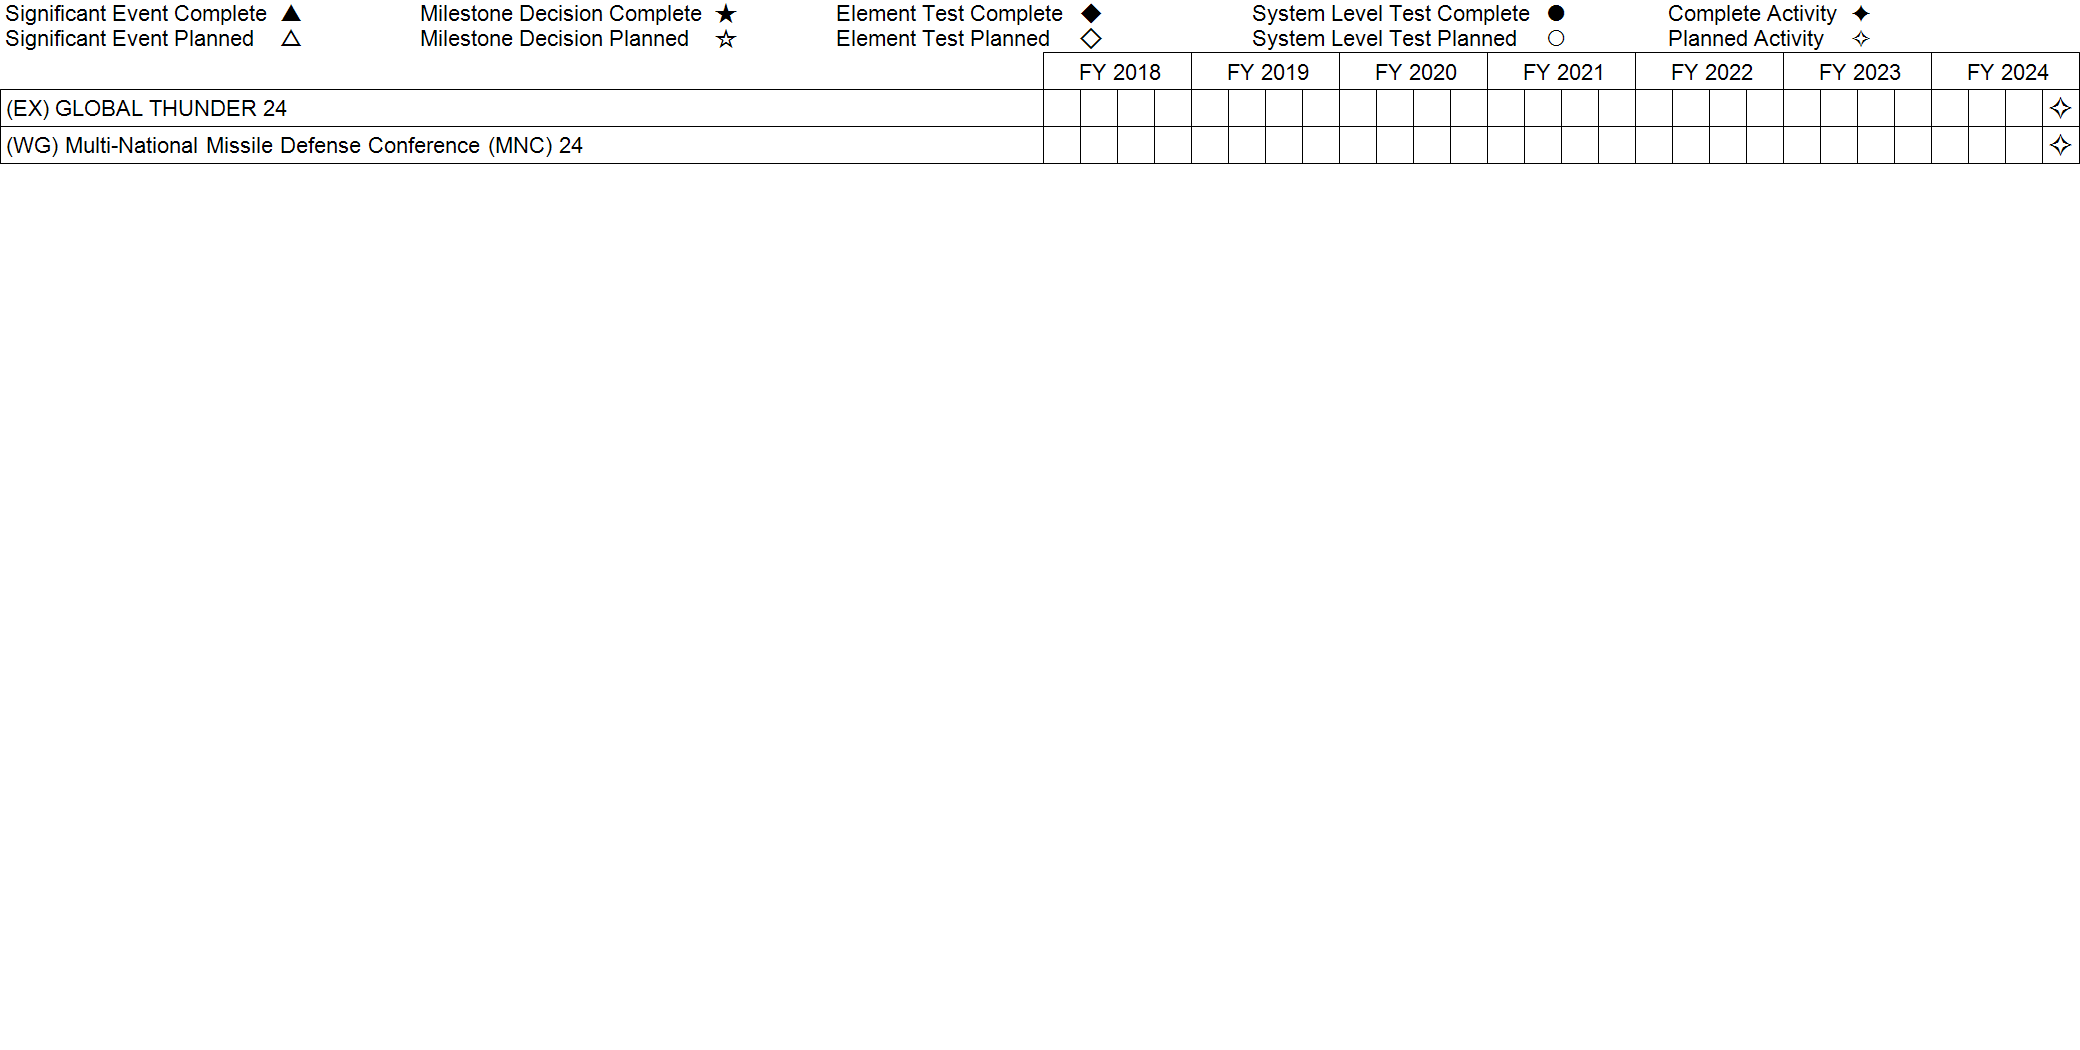 Significant Event Complete ▲ Milestone Decision Complete ★ Element Test Complete ◆ System Level Test Complete ● Complete Activity ✦
Significant Event Planned △ Milestone Decision Planned ☆ Element Test Planned ◇ System Level Test Planned ○ Planned Activity ✧
FY 2018 FY 2019 FY 2020 FY 2021 FY 2022 FY 2023 FY 2024
(EX) GLOBAL THUNDER 24 ✧
(WG) Multi-National Missile Defense Conference (MNC) 24 ✧